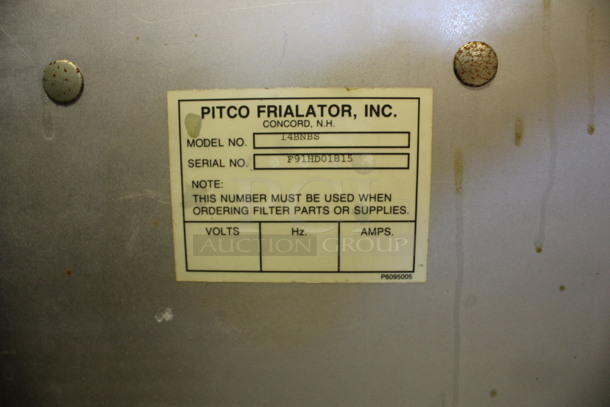 PITCO FRIALATOR, INC.
CONCORD, N.H.
MODEL NO. 14BNBS
SERIAL NO. F91HD01815
NOTE:
THIS NUMBER MUST BE USED WHEN
ORDERING FILTER PARTS OR SUPPLIES.
VOLTS Hz. AMPS.
AUCTION GROUP
P6095005